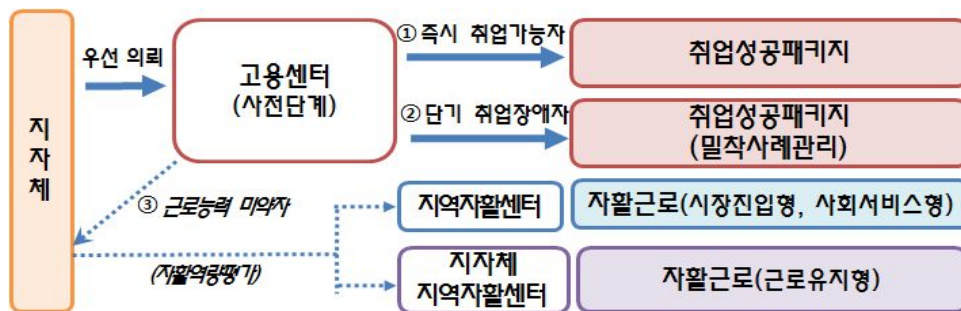 지자체
우선 의뢰
고용센터
(사전단계)
① 즉시 취업가능자
취업성공패키지
② 단기 취업장애자
취업성공패키지
(밀착사례관리)
③ 근로능력 미약자
(자활역량평가)
지역자활센터
자활근로(시장진입형, 사회서비스형)
지자체
지역자활센터
자활근로(근로유지형)